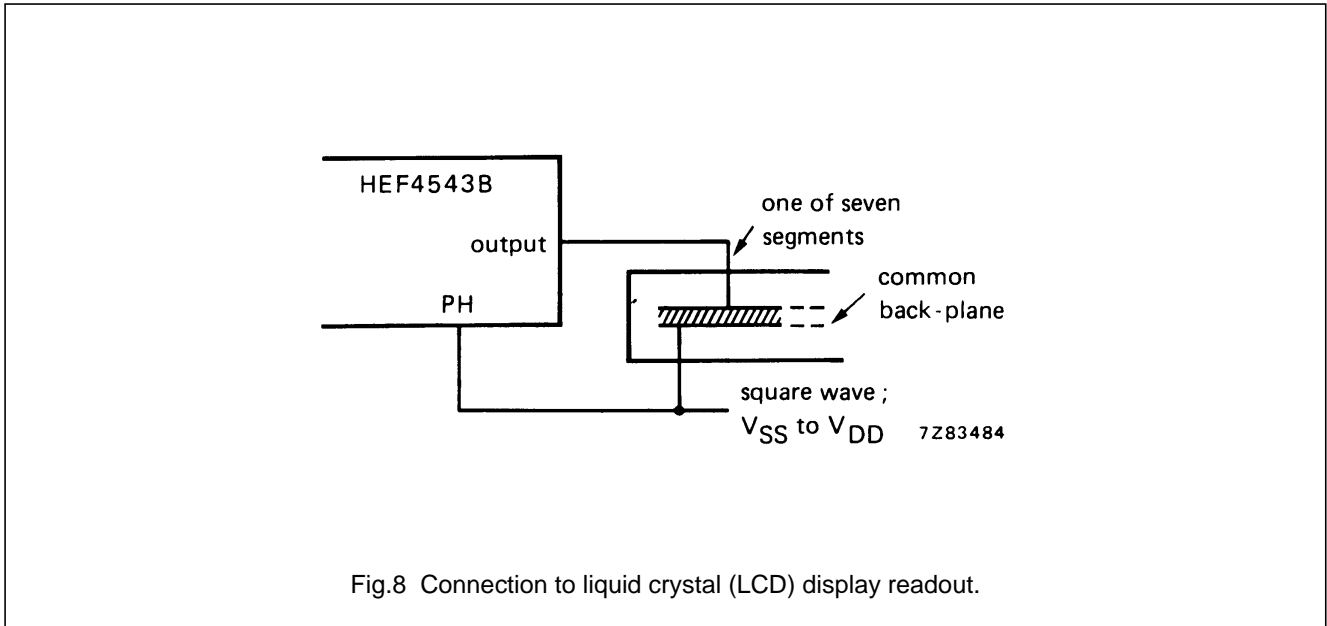 HEF4543B
output
PH
one of seven
segments
common
back-plane
square wave;
VSS to VDD
7Z83484
Fig.8 Connection to liquid crystal (LCD) display readout.